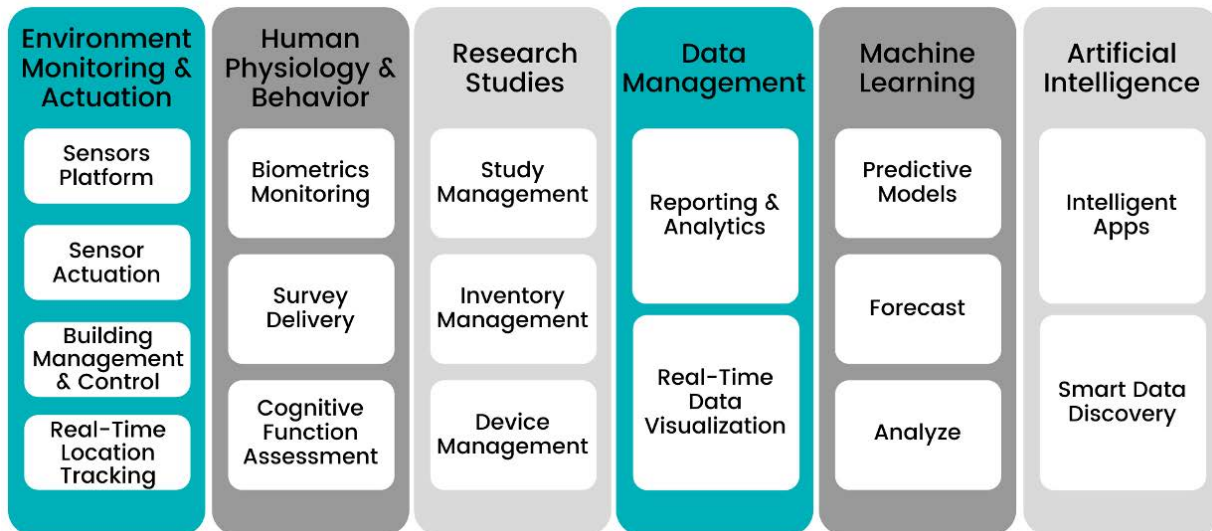 Environment
Monitoring &
Actuation
Sensors
Platform
Sensor
Actuation
Building
Management
& Control
Real-Time
Location
Tracking
Human
Physiology &
Behavior
Biometrics
Monitoring
Survey
Delivery
Cognitive
Function
Assessment
Research
Studies
Study
Management
Inventory
Management
Device
Management
Data
Management
Reporting &
Analytics
Real-Time
Data
Visualization
Machine
Learning
Predictive
Models
Forecast
Analyze
Artificial
Intelligence
Intelligent
Apps
Smart Data
Discovery